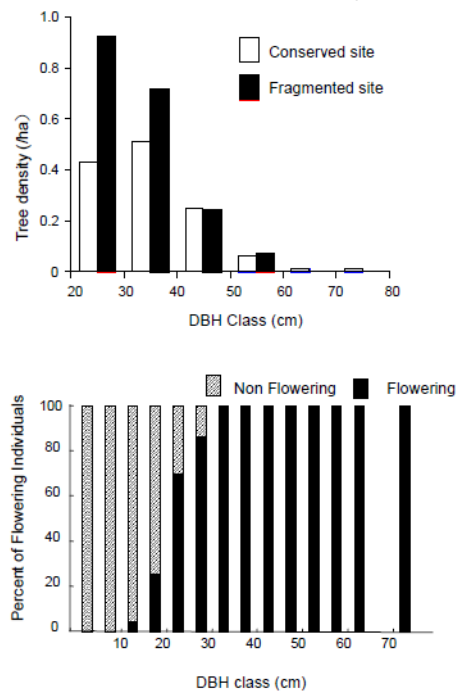 1.0
Conserved site
0.8
Fragmented site
0.6
0.4
0.2
0
Tree density (/ha)
20 30 40 50 60 70 80
DBH Class (cm)
Non Flowering Flowering
100
80
60
40
20
0
Percent of Flowering Individuals
10 20 30 40 50 60 70
DBH class (cm)